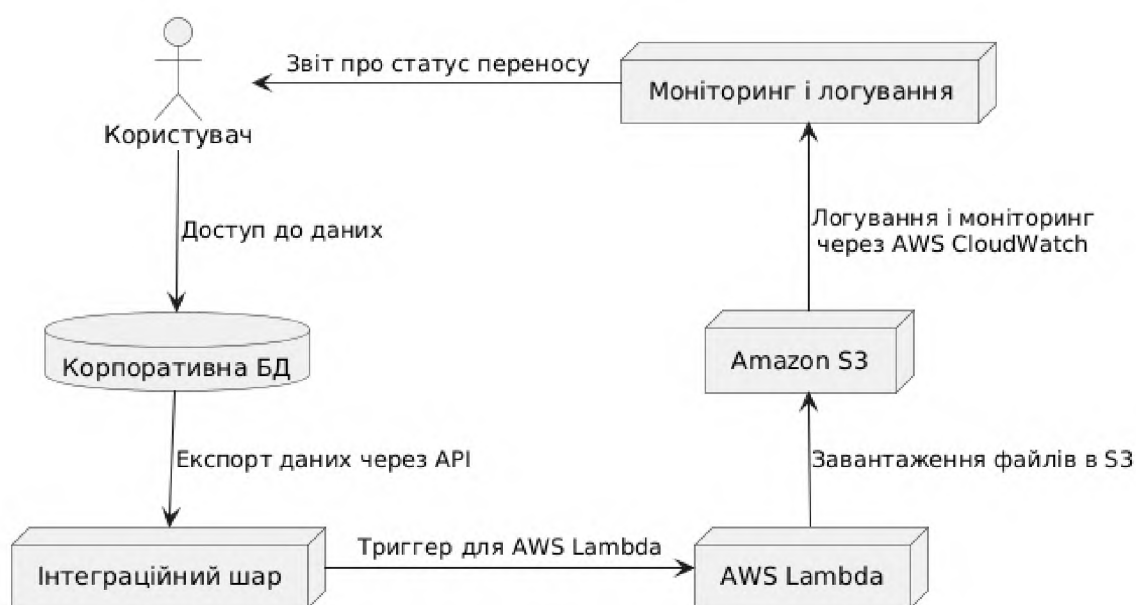 Звіт про статус переносу
Моніторинг і логування
Користувач
Доступ до даних
Логування і моніторинг
через AWS CloudWatch
Корпоративна БД
Amazon S3
Експорт даних через API
Завантаження файлів в S3
Інтеграційний шар
Триггер для AWS Lambda
AWS Lambda